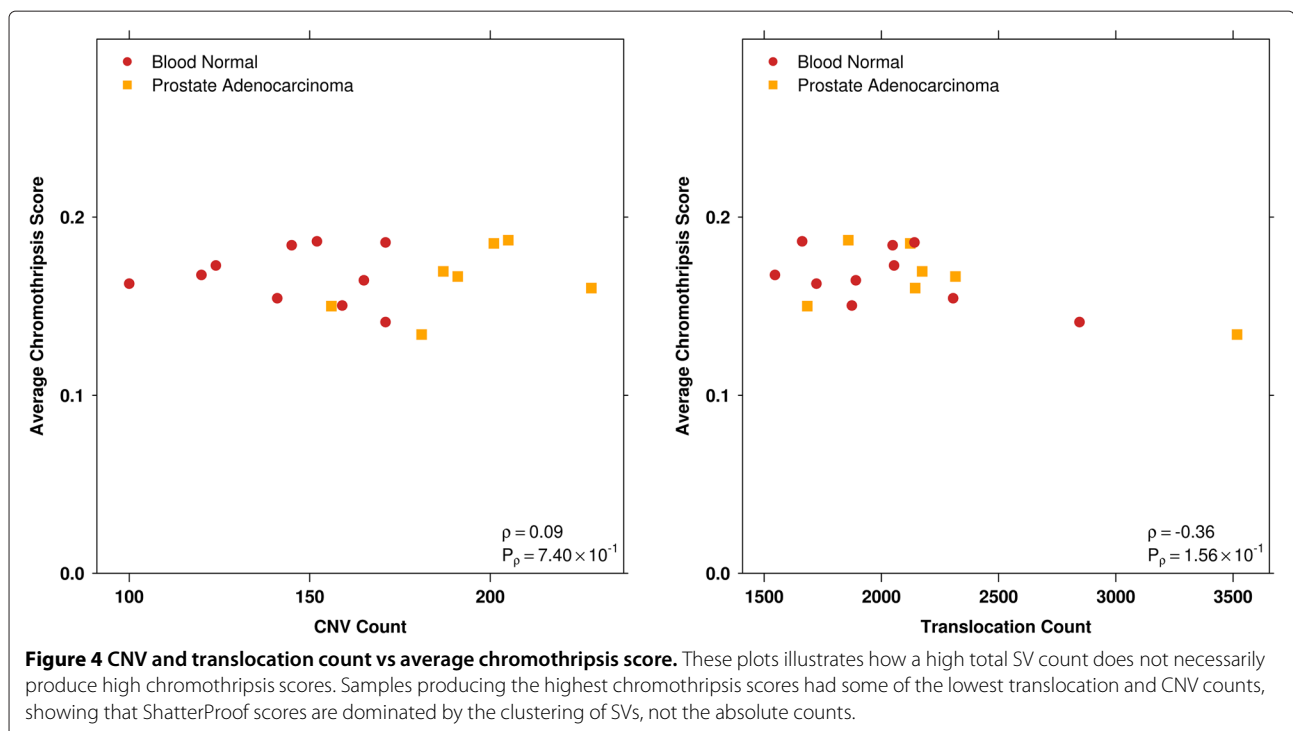 Blood Normal
Prostate Adenocarcinoma
Average Chromothripsis Score
0.2
0.1
0.0
100
150
200
CNV Count
ρ = 0.09
Pρ = 7.40 × 10⁻¹
Blood Normal
Prostate Adenocarcinoma
Average Chromothripsis Score
0.2
0.1
0.0
1500
2000
2500
3000
3500
Translocation Count
ρ = -0.36
Pρ = 1.56 × 10⁻¹
Figure 4 CNV and translocation count vs average chromothripsis score. These plots illustrates how a high total SV count does not necessarily
produce high chromothripsis scores. Samples producing the highest chromothripsis scores had some of the lowest translocation and CNV counts,
showing that ShatterProof scores are dominated by the clustering of SVs, not the absolute counts.